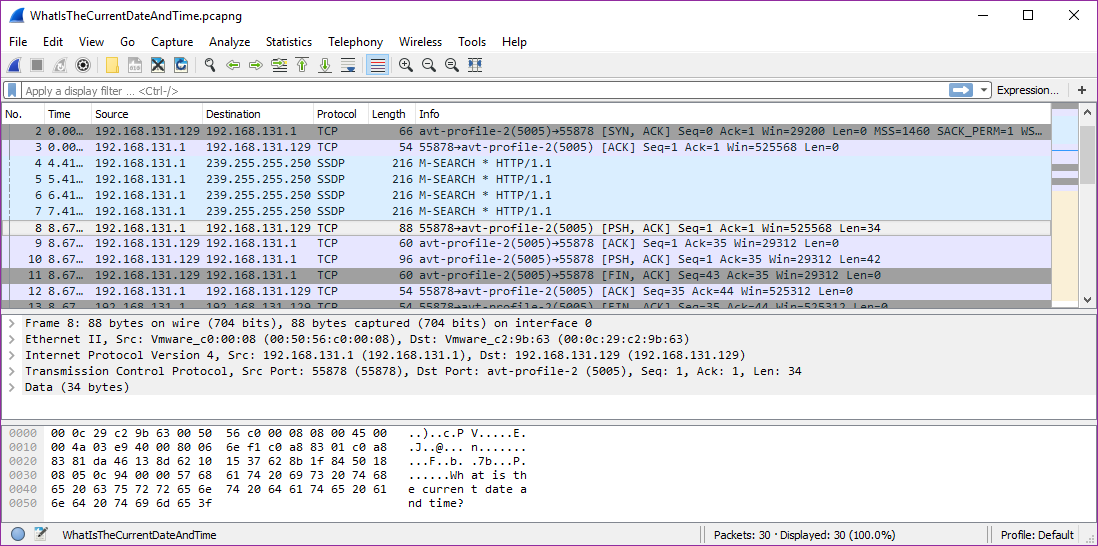 WhatIsTheCurrentDateAndTime.pcapng
File Edit View Go Capture Analyze Statistics Telephony Wireless Tools Help
Apply a display filter ... <Ctrl-/> Expression... +
No. Time Source Destination Protocol Length Info
2 0.00... 192.168.131.129 192.168.131.1 TCP 66 avt-profile-2(5005)→55878 [SYN, ACK] Seq=0 Ack=1 Win=29200 Len=0 MSS=1460 SACK_PERM=1 WS...
3 0.00... 192.168.131.1 192.168.131.129 TCP 54 55878→avt-profile-2(5005) [ACK] Seq=1 Ack=1 Win=525568 Len=0
4 4.41... 192.168.131.1 239.255.255.250 SSDP 216 M-SEARCH * HTTP/1.1
5 5.41... 192.168.131.1 239.255.255.250 SSDP 216 M-SEARCH * HTTP/1.1
6 6.41... 192.168.131.1 239.255.255.250 SSDP 216 M-SEARCH * HTTP/1.1
7 7.41... 192.168.131.1 239.255.255.250 SSDP 216 M-SEARCH * HTTP/1.1
8 8.67... 192.168.131.1 192.168.131.129 TCP 88 55878→avt-profile-2(5005) [PSH, ACK] Seq=1 Ack=1 Win=525568 Len=34
9 8.67... 192.168.131.129 192.168.131.1 TCP 60 avt-profile-2(5005)→55878 [ACK] Seq=1 Ack=35 Win=29312 Len=0
10 8.67... 192.168.131.129 192.168.131.1 TCP 96 avt-profile-2(5005)→55878 [PSH, ACK] Seq=1 Ack=35 Win=29312 Len=42
11 8.67... 192.168.131.129 192.168.131.1 TCP 60 avt-profile-2(5005)→55878 [FIN, ACK] Seq=43 Ack=35 Win=29312 Len=0
12 8.67... 192.168.131.1 192.168.131.129 TCP 54 55878→avt-profile-2(5005) [ACK] Seq=35 Ack=44 Win=525312 Len=0
13 8.67... 192.168.131.1 192.168.131.129 TCP 54 55878→avt-profile-2(5005) [FIN, ACK] Seq=35 Ack=44 Win=525312 Len=0
Frame 8: 88 bytes on wire (704 bits), 88 bytes captured (704 bits) on interface 0
Ethernet II, Src: Vmware_c0:00:08 (00:50:56:c0:00:08), Dst: Vmware_c2:9b:63 (00:0c:29:c2:9b:63)
Internet Protocol Version 4, Src: 192.168.131.1 (192.168.131.1), Dst: 192.168.131.129 (192.168.131.129)
Transmission Control Protocol, Src Port: 55878 (55878), Dst Port: avt-profile-2 (5005), Seq: 1, Ack: 1, Len: 34
Data (34 bytes)
0000 00 0c 29 c2 9b 63 00 50 56 c0 00 08 08 00 45 00 ..)..c.P V.....E.
0010 00 4a 03 e9 40 00 80 06 6e f1 c0 a8 83 01 c0 a8 .J..@... n.......
0020 83 81 da 46 13 8d 62 10 15 37 62 8b 1f 84 50 18 ...F..b. .7b...P.
0030 08 05 0c 94 00 00 57 68 61 74 20 69 73 20 74 68 ......Wh at is th
0040 65 20 63 75 72 72 65 6e 74 20 64 61 74 65 20 61 e curren t date a
0050 6e 64 20 74 69 6d 65 3f nd time?
WhatIsTheCurrentDateAndTime Packets: 30 · Displayed: 30 (100.0%) Profile: Default